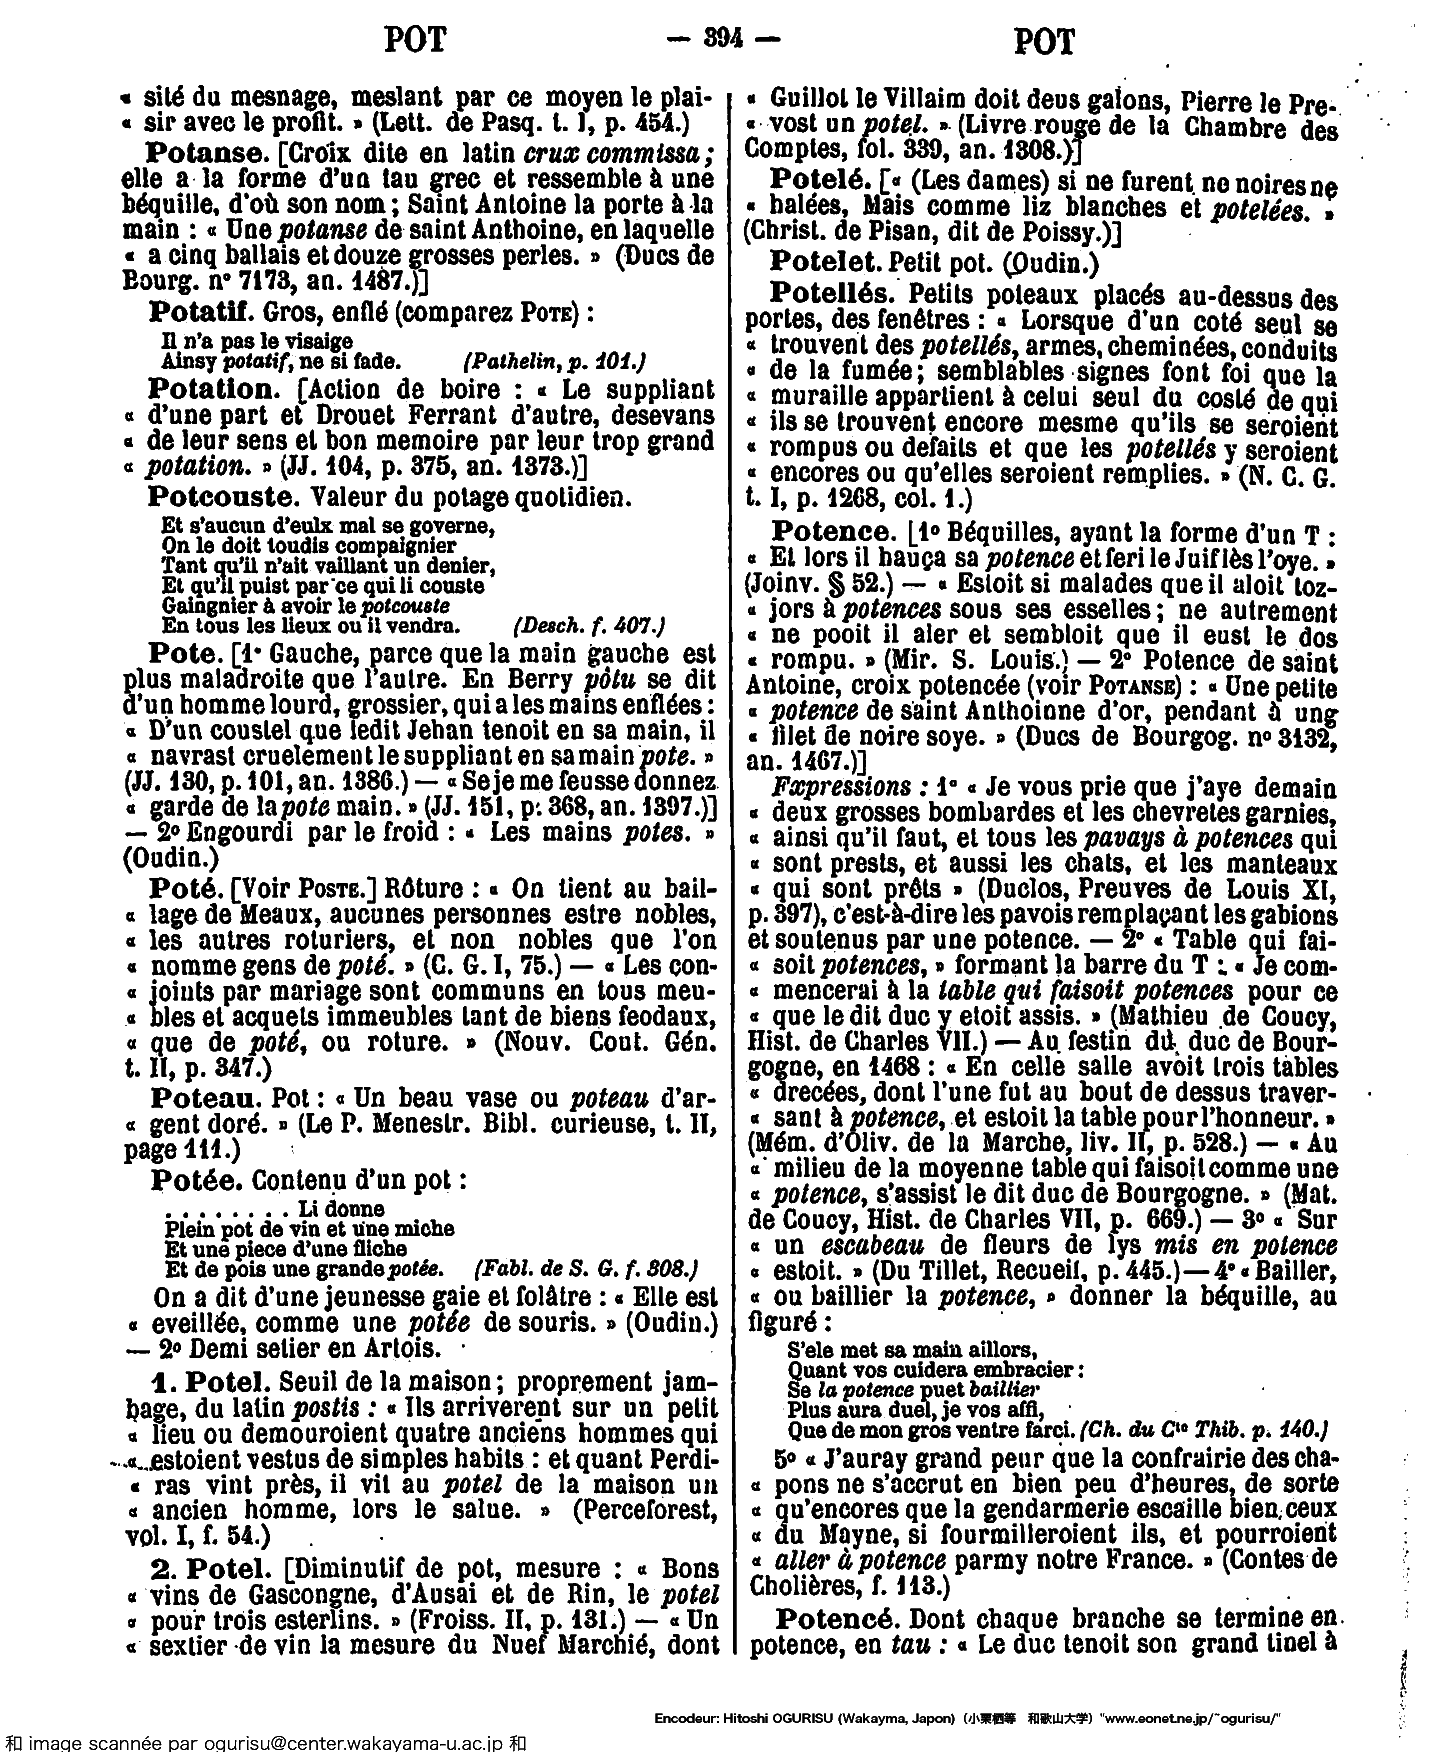 POT
— 394 —
POT
« sité du mesnage, meslant par ce moyen le plai-
« sir avec le profit. » (Lett. de Pasq. t. I, p. 454.)
Potanse. [Croix dite en latin crux commissa ;
elle a la forme d'un tau grec et ressemble à une
béquille, d'où son nom ; Saint Antoine la porte à la
main : « Une potanse de saint Anthoine, en laquelle
« a cinq ballais et douze grosses perles. » (Ducs de
Bourg. n° 7173, an. 1487.)]
Potatif. Gros, enflé (comparez POTE) :
Il n'a pas le visaige
Ainsy potatif, ne si fade. (Pathelin, p. 101.)
Potation. [Action de boire : « Le suppliant
« d'une part et Drouet Ferrant d'autre, desevans
« de leur sens et bon memoire par leur trop grand
« potation. » (JJ. 104, p. 375, an. 1373.)]
Potcouste. Valeur du potage quotidien.
Et s'aucun d'eulx mal se governe,
On le doit toudis compaignier
Tant qu'il n'ait vaillant un denier,
Et qu'il puist par ce qui li couste
Gaingnier à avoir le potcouste
En tous les lieux ou il vendra. (Desch. f. 407.)
Pote. [1° Gauche, parce que la main gauche est
plus maladroite que l'autre. En Berry pôtu se dit
d'un homme lourd, grossier, qui a les mains enflées :
« D'un coustel que ledit Jehan tenoit en sa main, il
« navrast cruelement le suppliant en sa main pote. »
(JJ. 130, p. 101, an. 1386.) — « Se je me feusse donnez
« garde de la pote main. » (JJ. 151, p. 368, an. 1397.)]
— 2° Engourdi par le froid : « Les mains potes. »
(Oudin.)
Poté. [Voir POSTE.] Rôture : « On tient au bail-
« lage de Meaux, aucunes personnes estre nobles,
« les autres roturiers, et non nobles que l'on
« nomme gens de poté. » (C. G. I, 75.) — « Les con-
« joints par mariage sont communs en tous meu-
« bles et acquets immeubles tant de biens feodaux,
« que de poté, ou roture. » (Nouv. Cout. Gén.
t. II, p. 347.)
Poteau. Pot : « Un beau vase ou poteau d'ar-
« gent doré. » (Le P. Menestr. Bibl. curieuse, t. II,
page 111.)
Potée. Contenu d'un pot :
. . . . . . . . Li donne
Plein pot de vin et une miche
Et une piece d'une fliche
Et de pois une grande potée. (Fabl. de S. G. f. 308.)
On a dit d'une jeunesse gaie et folâtre : « Elle est
« eveillée, comme une potée de souris. » (Oudin.)
— 2° Demi setier en Artois.
1. Potel. Seuil de la maison ; proprement jam-
bage, du latin postis : « Ils arriverent sur un petit
« lieu ou demouroient quatre anciens hommes qui
« estoient vestus de simples habits : et quant Perdi-
« ras vint près, il vit au potel de la maison un
« ancien homme, lors le salue. » (Perceforest,
vol. I, f. 54.)
2. Potel. [Diminutif de pot, mesure : « Bons
« vins de Gascongne, d'Ausai et de Rin, le potel
« pour trois esterlins. » (Froiss. II, p. 131.) — « Un
« sextier de vin la mesure du Nuef Marchié, dont
« Guillot le Villaim doit deus galons, Pierre le Pre-
« vost un potel. » (Livre rouge de la Chambre des
Comptes, fol. 339, an. 1308.)]
Potelé. [« (Les dames) si ne furent ne noires ne
« halées, Mais comme liz blanches et potelées. »
(Christ. de Pisan, dit de Poissy.)]
Potelet. Petit pot. (Oudin.)
Potellés. Petits poteaux placés au-dessus des
portes, des fenêtres : « Lorsque d'un coté seul se
« trouvent des potellés, armes, cheminées, conduits
« de la fumée ; semblables signes font foi que la
« muraille appartient à celui seul du costé de qui
« ils se trouvent encore mesme qu'ils se seroient
« rompus ou defaits et que les potellés y seroient
« encores ou qu'elles seroient remplies. » (N. C. G.
t. I, p. 1268, col. 1.)
Potence. [1° Béquilles, ayant la forme d'un T :
« Et lors il hauça sa potence et feri le Juif lès l'oye. »
(Joinv. § 52.) — « Estoit si malades que il aloit toz-
« jors à potences sous ses esselles ; ne autrement
« ne pooit il aler et sembloit que il eust le dos
« rompu. » (Mir. S. Louis.) — 2° Potence de saint
Antoine, croix potencée (voir POTANSE) : « Une petite
« potence de saint Anthoinne d'or, pendant à ung
« filet de noire soye. » (Ducs de Bourgog. n° 3132,
an. 1467.)]
Fxpressions : 1° « Je vous prie que j'aye demain
« deux grosses bombardes et les chevretes garnies,
« ainsi qu'il faut, et tous les pavays à potences qui
« sont prests, et aussi les chats, et les manteaux
« qui sont prêts » (Duclos, Preuves de Louis XI,
p. 397), c'est-à-dire les pavois remplaçant les gabions
et soutenus par une potence. — 2° « Table qui fai-
« soit potences, » formant la barre du T : « Je com-
« mencerai à la table qui faisoit potences pour ce
« que le dit duc y etoit assis. » (Mathieu de Coucy,
Hist. de Charles VII.) — Au festin du duc de Bour-
gogne, en 1468 : « En celle salle avoit trois tables
« drecées, dont l'une fut au bout de dessus traver-
« sant à potence, et estoit la table pour l'honneur. »
(Mém. d'Oliv. de la Marche, liv. II, p. 528.) — « Au
« milieu de la moyenne table qui faisoit comme une
« potence, s'assist le dit duc de Bourgogne. » (Mat.
de Coucy, Hist. de Charles VII, p. 669.) — 3° « Sur
« un escabeau de fleurs de lys mis en potence
« estoit. » (Du Tillet, Recueil, p. 445.) — 4° « Bailler,
« ou baillier la potence, » donner la béquille, au
figuré :
S'ele met sa main aillors,
Quant vos cuidera embracier :
Se la potence puet baillier
Plus aura duel, je vos affi,
Que de mon gros ventre farci. (Ch. du Cte Thib. p. 140.)
5° « J'auray grand peur que la confrairie des cha-
« pons ne s'accrut en bien peu d'heures, de sorte
« qu'encores que la gendarmerie escaille bien ceux
« du Mayne, si fourmilleroient ils, et pourroient
« aller à potence parmy notre France. » (Contes de
Cholières, f. 113.)
Potencé. Dont chaque branche se termine en
potence, en tau : « Le duc tenoit son grand tinel à
Encodeur: Hitoshi OGURISU (Wakayma, Japon) (小栗栖等 和歌山大学) "www.eonet.ne.jp/~ogurisu/"
和 image scannée par ogurisu@center.wakayama-u.ac.jp 和